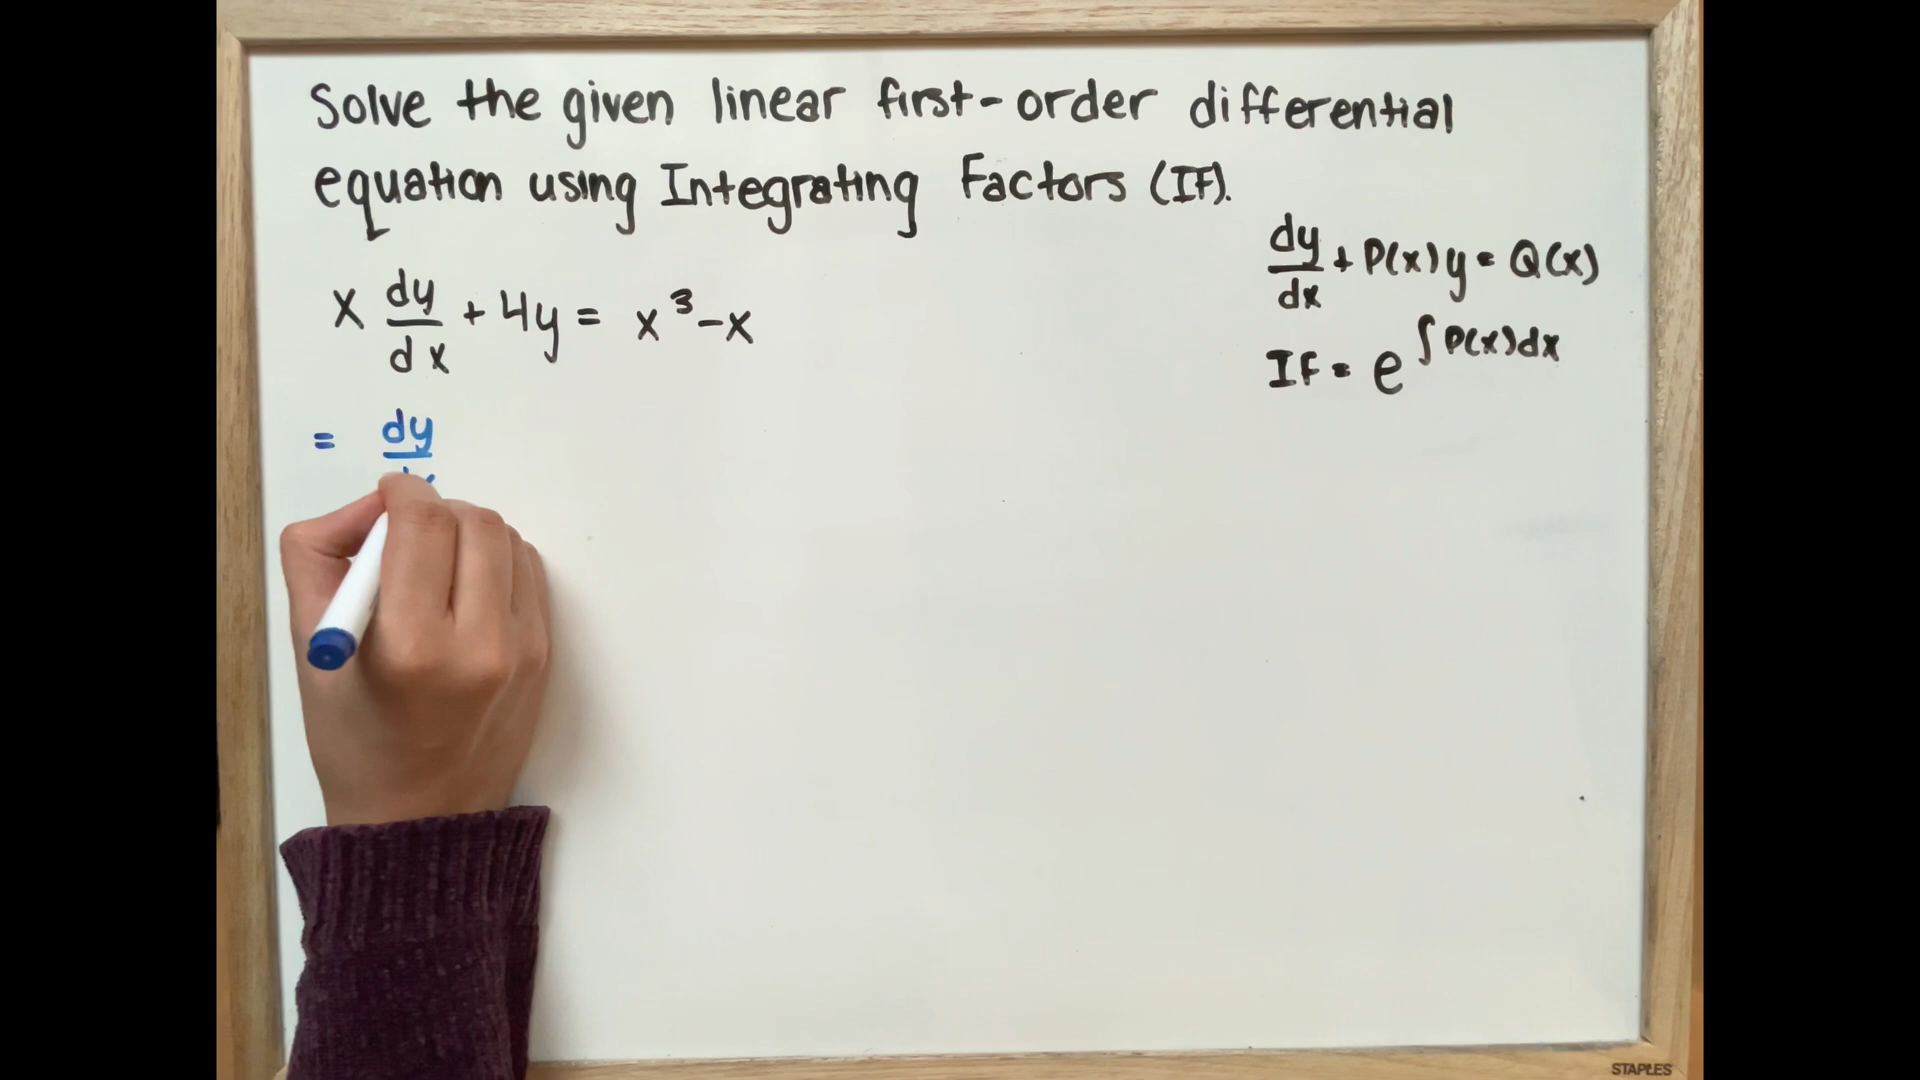 Solve the given linear first-order differential
equation using Integrating Factors (IF).
dy/dx + P(x)y = Q(x)
x dy/dx + 4y = x³-x
IF = e^∫P(x)dx
= dy
STAPLES